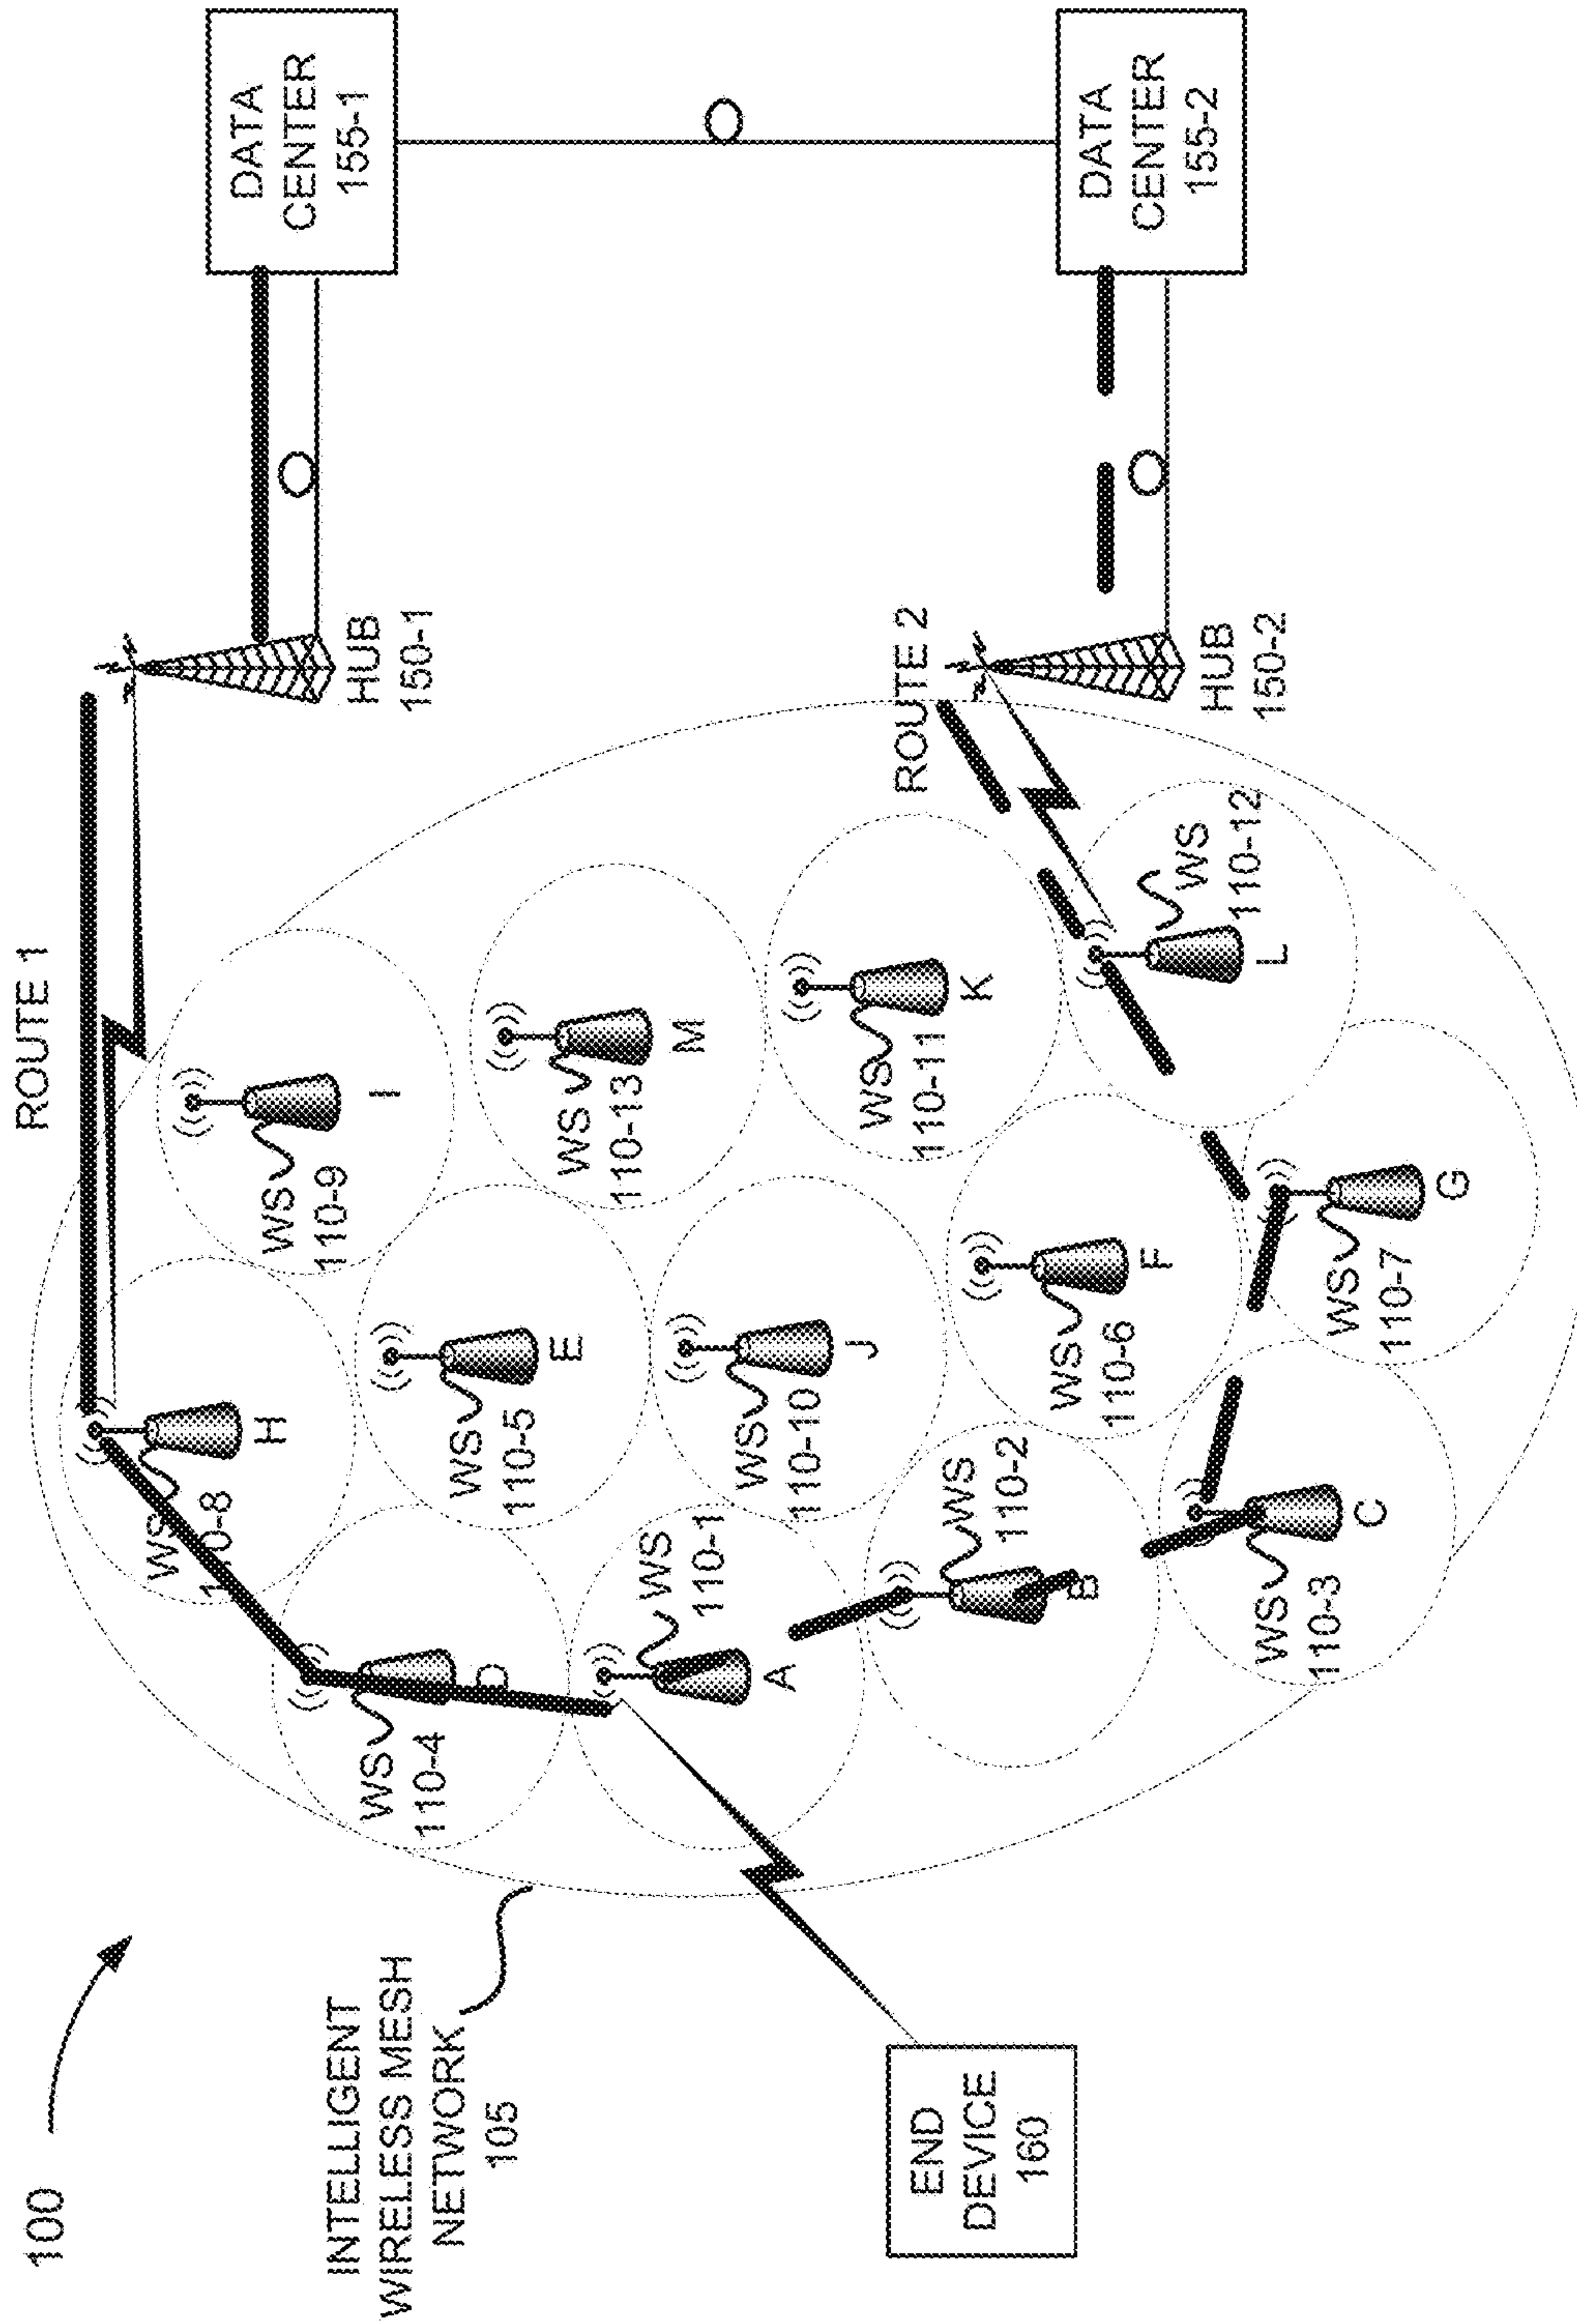 100
INTELLIGENT
WIRELESS MESH
NETWORK
105
ROUTE 1
WS
110-8
H
WS
110-9
I
HUB
150-1
DATA
CENTER
155-1
WS
110-4
D
WS
110-5
E
WS
110-13
M
WS
110-1
A
WS
110-10
J
WS
110-11
K
ROUTE 2
END
DEVICE
160
WS
110-2
B
WS
110-6
F
WS
110-12
L
HUB
150-2
DATA
CENTER
155-2
WS
110-3
C
WS
110-7
G